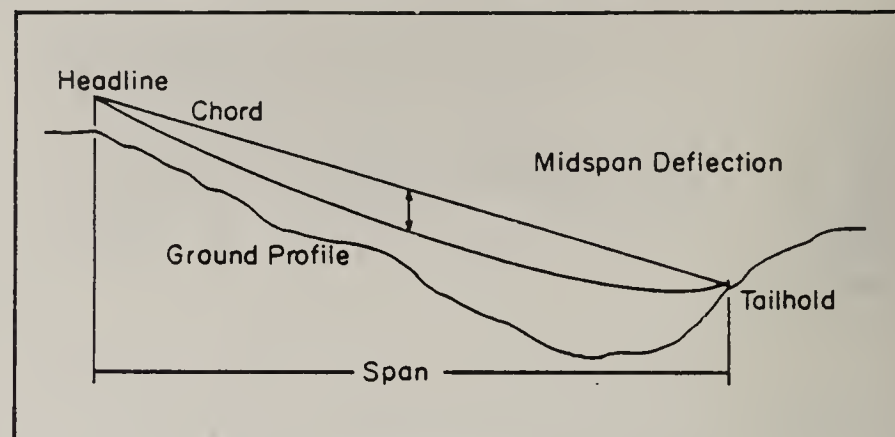 Headline
Chord
Midspan Deflection
Ground Profile
Tailhold
Span